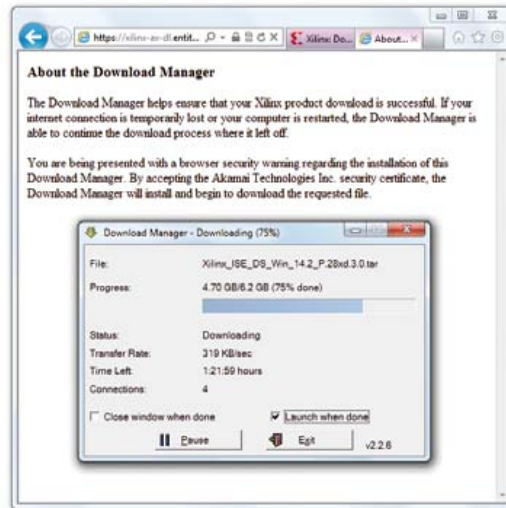 https://xilinx-ax-dl.entit...
Xilinx: Do...
About...
About the Download Manager
The Download Manager helps ensure that your Xilinx product download is successful. If your
internet connection is temporarily lost or your computer is restarted, the Download Manager is
able to continue the download process where it left off.
You are being presented with a browser security warning regarding the installation of this
Download Manager. By accepting the Akamai Technologies Inc. security certificate, the
Download Manager will install and begin to download the requested file.
Download Manager - Downloading (75%)
File: Xilinx_ISE_DS_Win_14.2_P.28xd.3.0.tar
Progress: 4.70 GB/6.2 GB (75% done)
Status: Downloading
Transfer Rate: 319 KB/sec
Time Left: 1:21:59 hours
Connections: 4
Close window when done Launch when done
Pause Exit v2.2.6